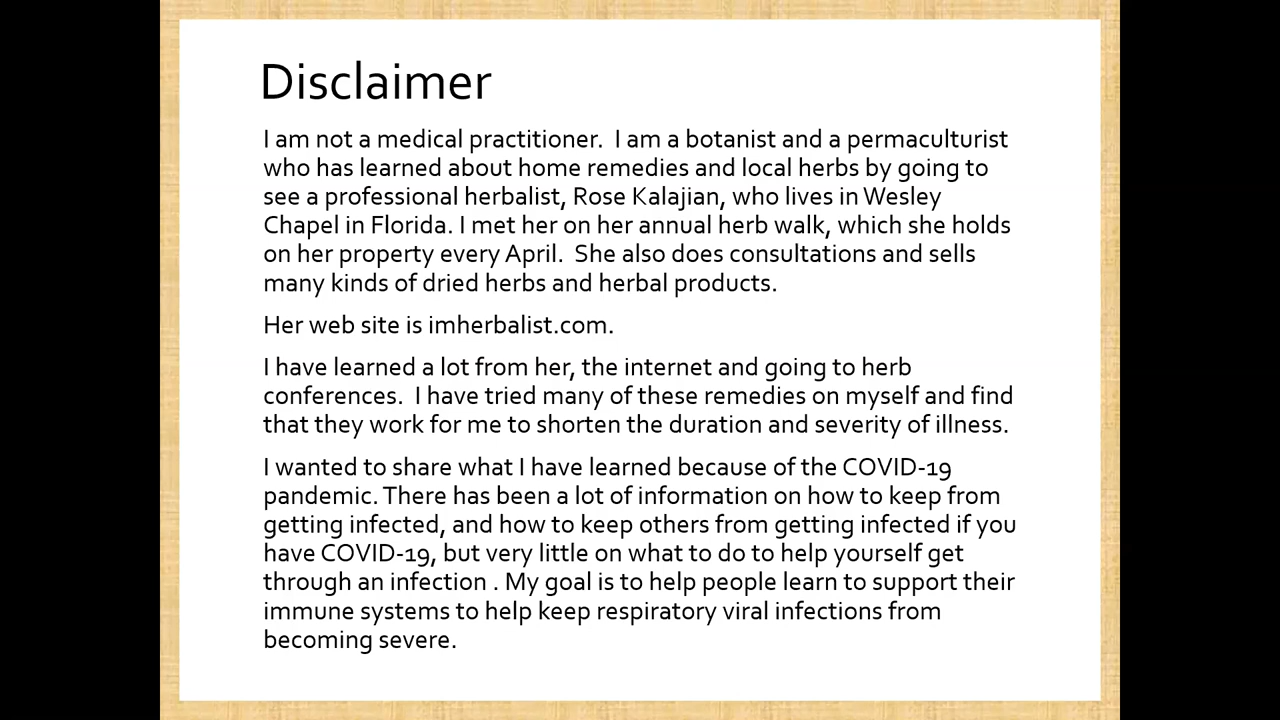 Disclaimer
I am not a medical practitioner.  I am a botanist and a permaculturist
who has learned about home remedies and local herbs by going to
see a professional herbalist, Rose Kalajian, who lives in Wesley
Chapel in Florida. I met her on her annual herb walk, which she holds
on her property every April.  She also does consultations and sells
many kinds of dried herbs and herbal products.
Her web site is imherbalist.com.
I have learned a lot from her, the internet and going to herb
conferences.  I have tried many of these remedies on myself and find
that they work for me to shorten the duration and severity of illness.
I wanted to share what I have learned because of the COVID-19
pandemic. There has been a lot of information on how to keep from
getting infected, and how to keep others from getting infected if you
have COVID-19, but very little on what to do to help yourself get
through an infection . My goal is to help people learn to support their
immune systems to help keep respiratory viral infections from
becoming severe.